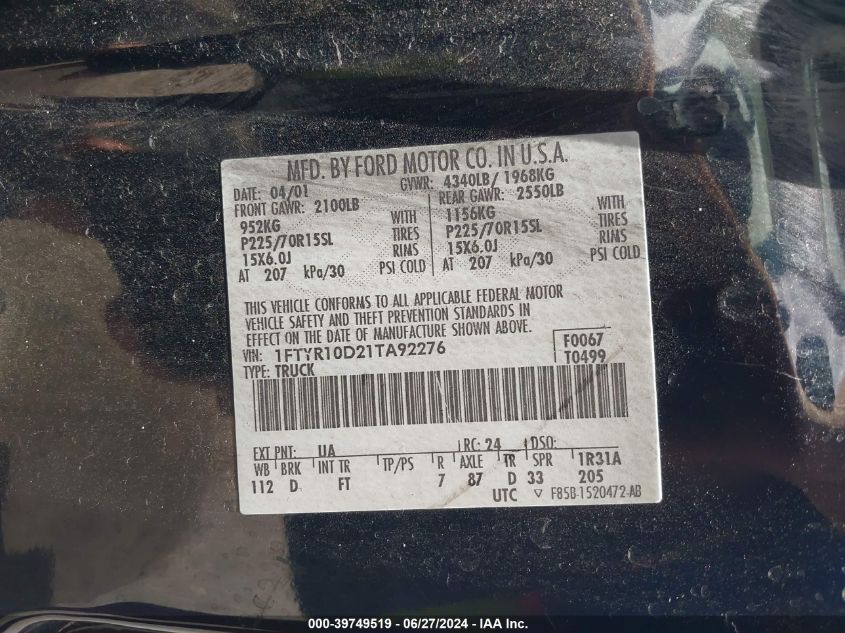 MFD. BY FORD MOTOR CO. IN U.S.A.
DATE: 04/01 GVWR: 4340LB/ 1968KG
FRONT GAWR: 2100LB REAR GAWR: 2550LB
952KG WITH 1156KG WITH
P225/70R15SL TIRES P225/70R15SL TIRES
15X6.0J RIMS 15X6.0J RIMS
AT 207 kPa/30 PSI COLD AT 207 kPa/30 PSI COLD
THIS VEHICLE CONFORMS TO ALL APPLICABLE FEDERAL MOTOR
VEHICLE SAFETY AND THEFT PREVENTION STANDARDS IN
EFFECT ON THE DATE OF MANUFACTURE SHOWN ABOVE.
VIN: 1FTYR10D21TA92276 F0067
TYPE: TRUCK T0499
EXT PNT: UA RC: 24 DSO:
WB BRK INT TR TP/PS R AXLE TR SPR 1R31A
112 D FT 7 87 D 33 205
UTC ▽ F85B-1520472-AB
000-39749519 - 06/27/2024 - IAA Inc.